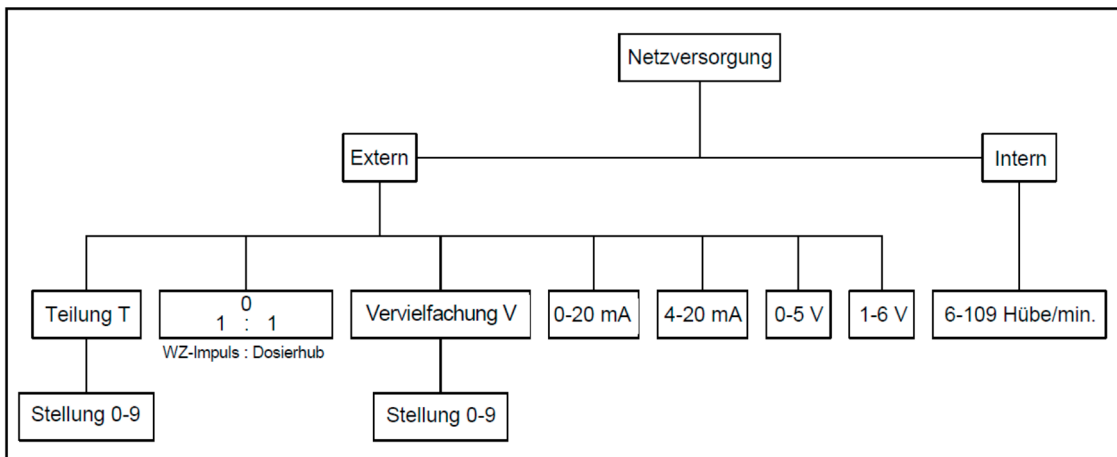 Netzversorgung
Extern
Intern
Teilung T
0
1 : 1
WZ-Impuls : Dosierhub
Vervielfachung V
0-20 mA
4-20 mA
0-5 V
1-6 V
6-109 Hübe/min.
Stellung 0-9
Stellung 0-9